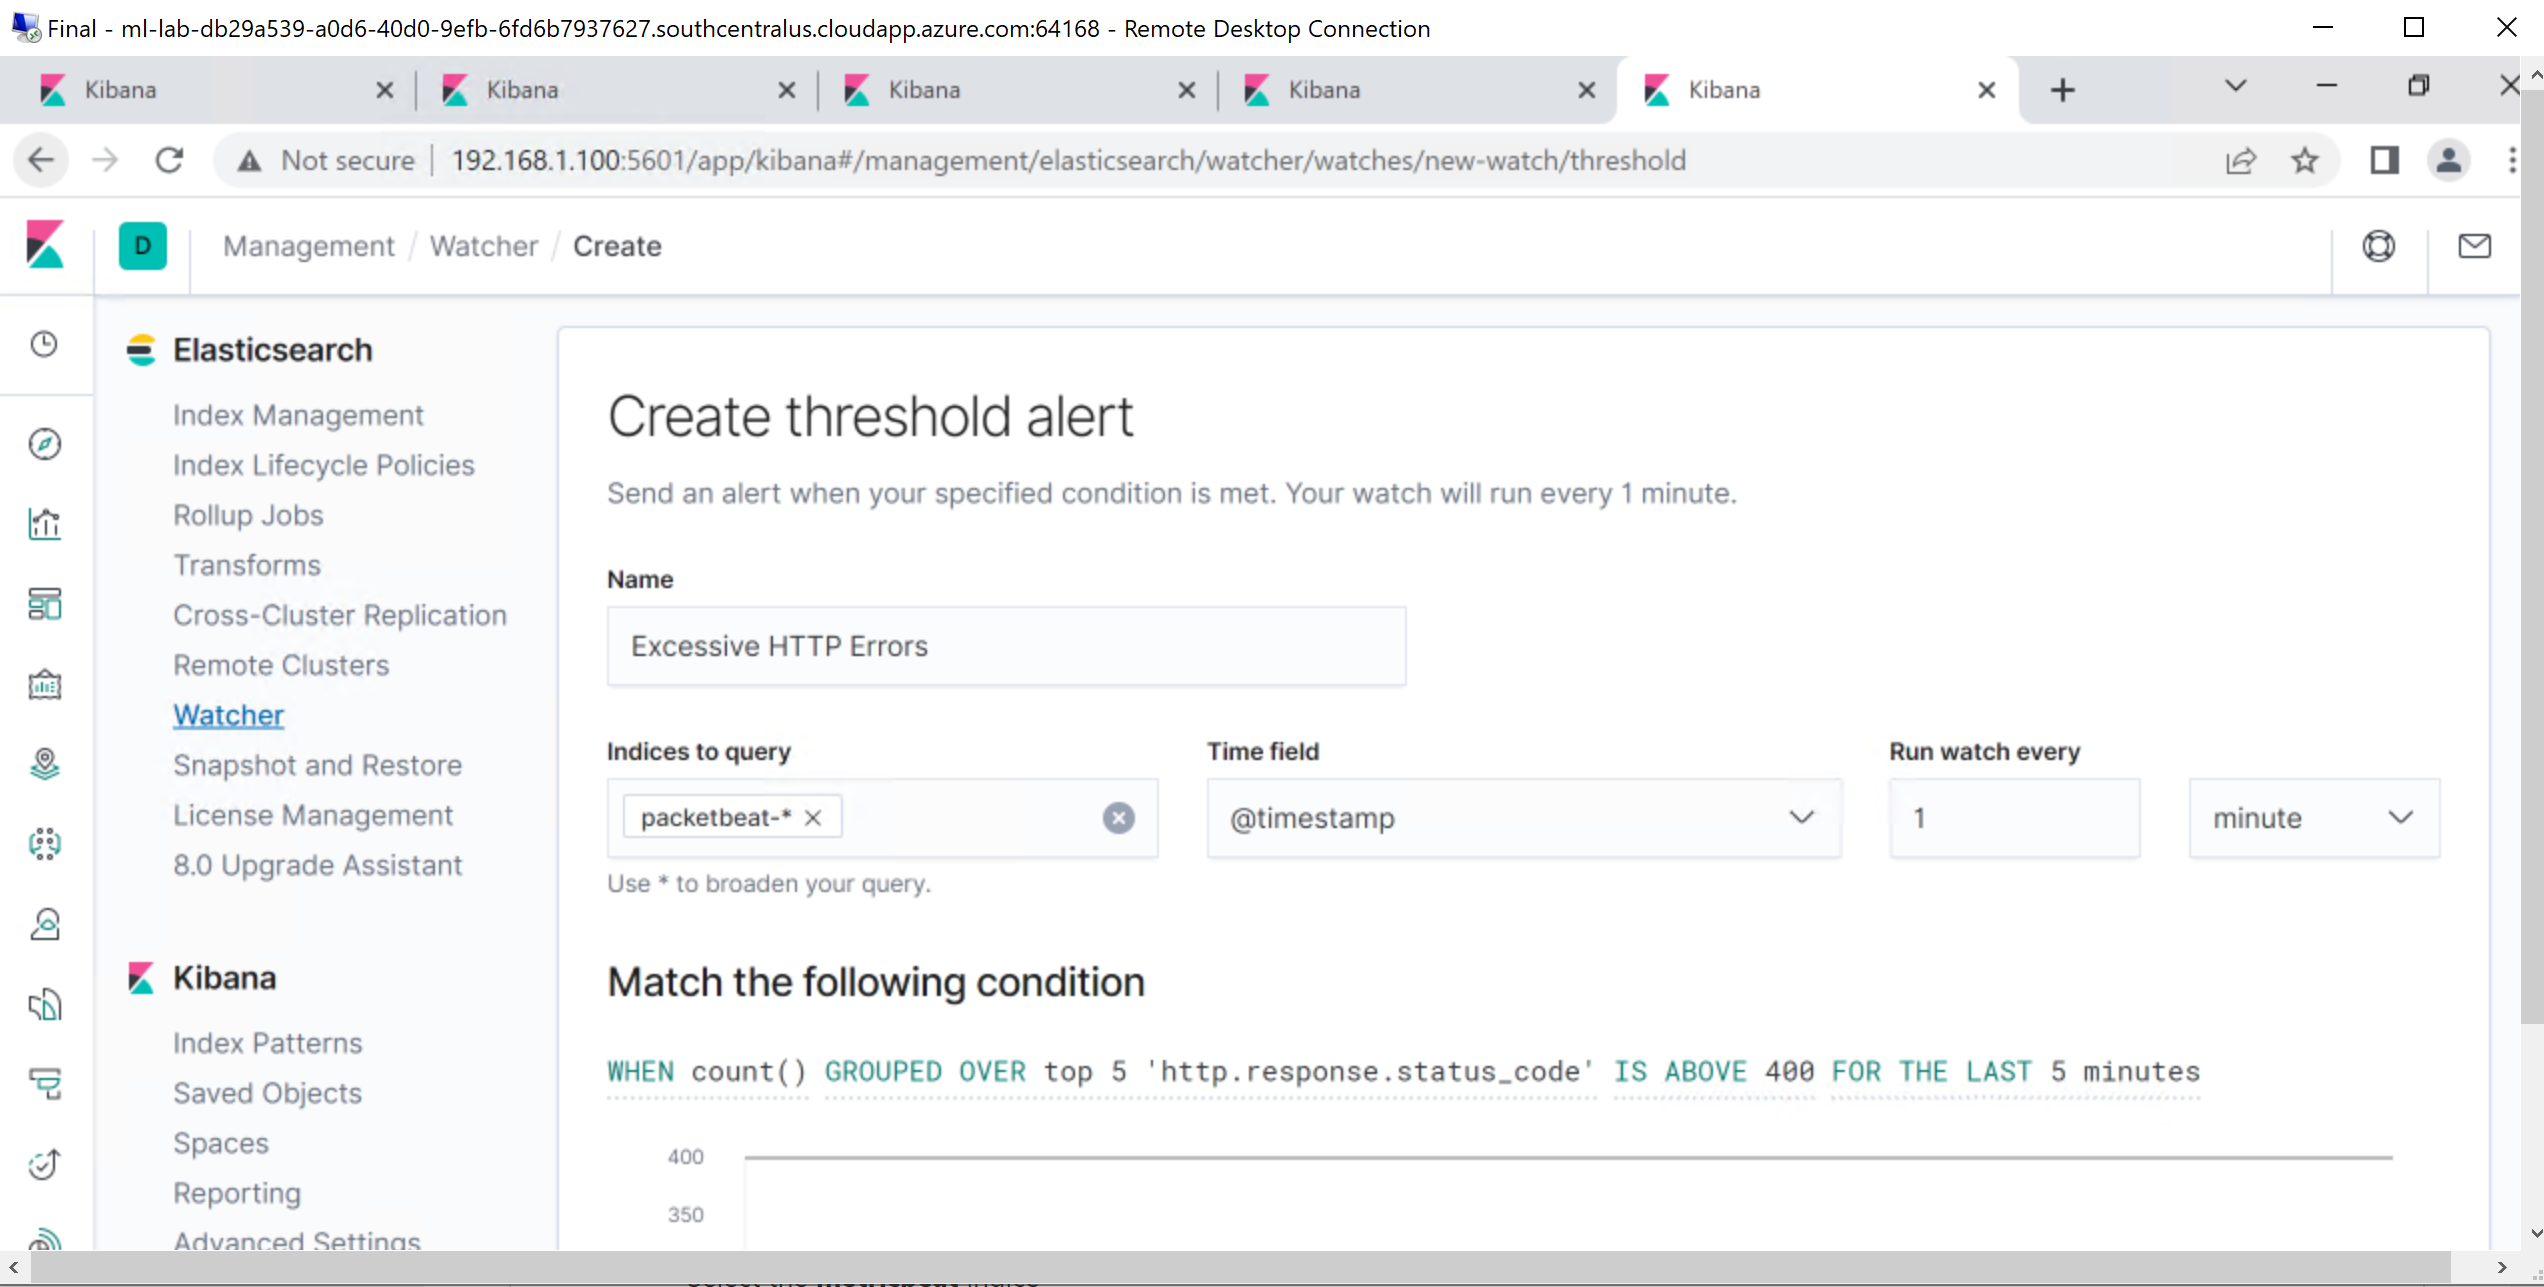 Final - ml-lab-db29a539-a0d6-40d0-9efb-6fd6b7937627.southcentralus.cloudapp.azure.com:64168 - Remote Desktop Connection
Kibana Kibana Kibana Kibana Kibana
Not secure 192.168.1.100:5601/app/kibana#/management/elasticsearch/watcher/watches/new-watch/threshold
D Management / Watcher / Create
Elasticsearch
Index Management
Index Lifecycle Policies
Rollup Jobs
Transforms
Cross-Cluster Replication
Remote Clusters
Watcher
Snapshot and Restore
License Management
8.0 Upgrade Assistant
Kibana
Index Patterns
Saved Objects
Spaces
Reporting
Advanced Settings
Create threshold alert
Send an alert when your specified condition is met. Your watch will run every 1 minute.
Name
Excessive HTTP Errors
Indices to query Time field Run watch every
packetbeat-* @timestamp 1 minute
Use * to broaden your query.
Match the following condition
WHEN count() GROUPED OVER top 5 'http.response.status_code' IS ABOVE 400 FOR THE LAST 5 minutes
400
350